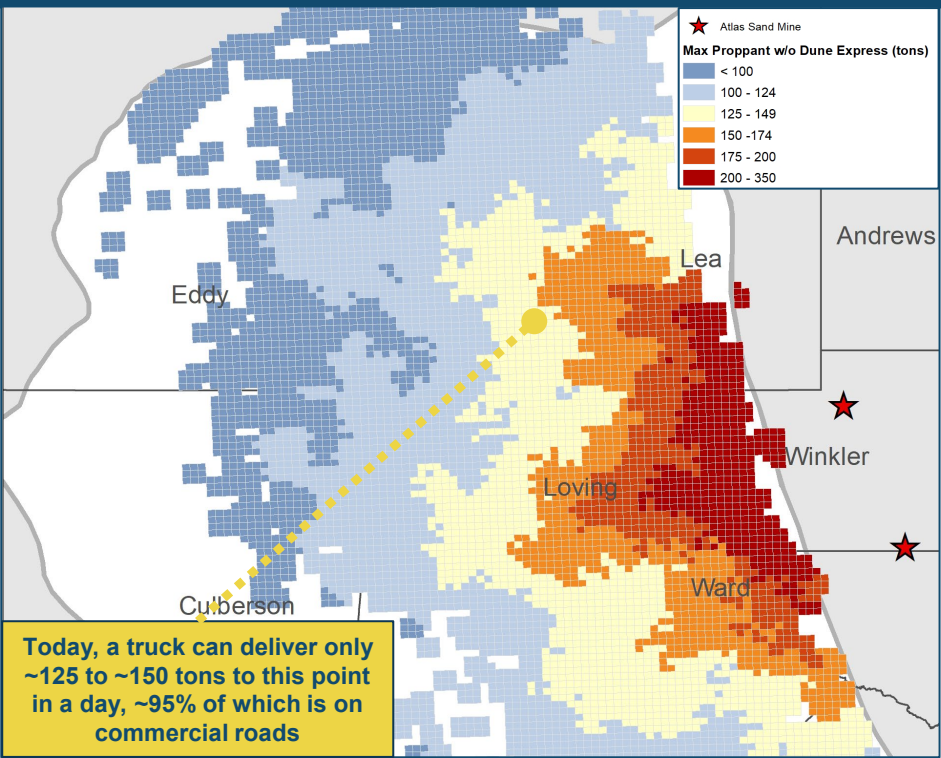 Atlas Sand Mine
Max Proppant w/o Dune Express (tons)
< 100
100 - 124
125 - 149
150 -174
175 - 200
200 - 350
Andrews
Lea
Eddy
Winkler
Loving
Ward
Culberson
Today, a truck can deliver only
~125 to ~150 tons to this point
in a day, ~95% of which is on
commercial roads